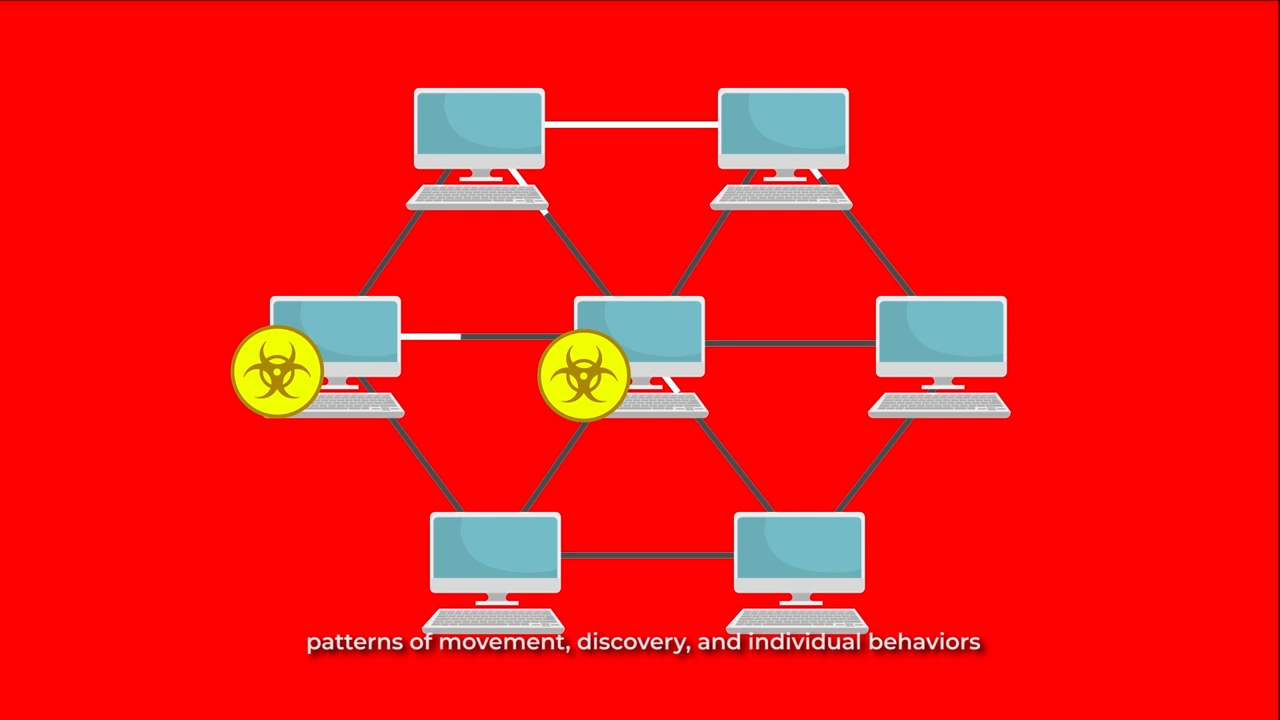 patterns of movement, discovery, and individual behaviors